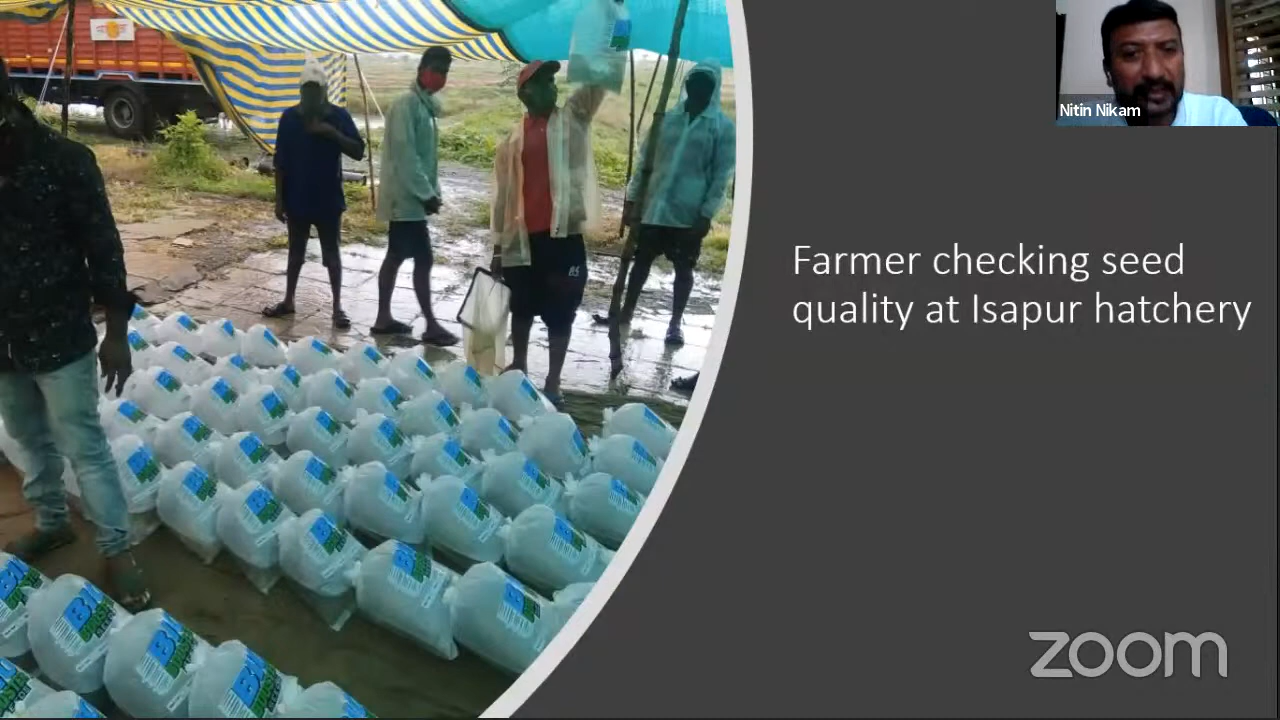 Nitin Nikam
Farmer checking seed
quality at Isapur hatchery
zoom